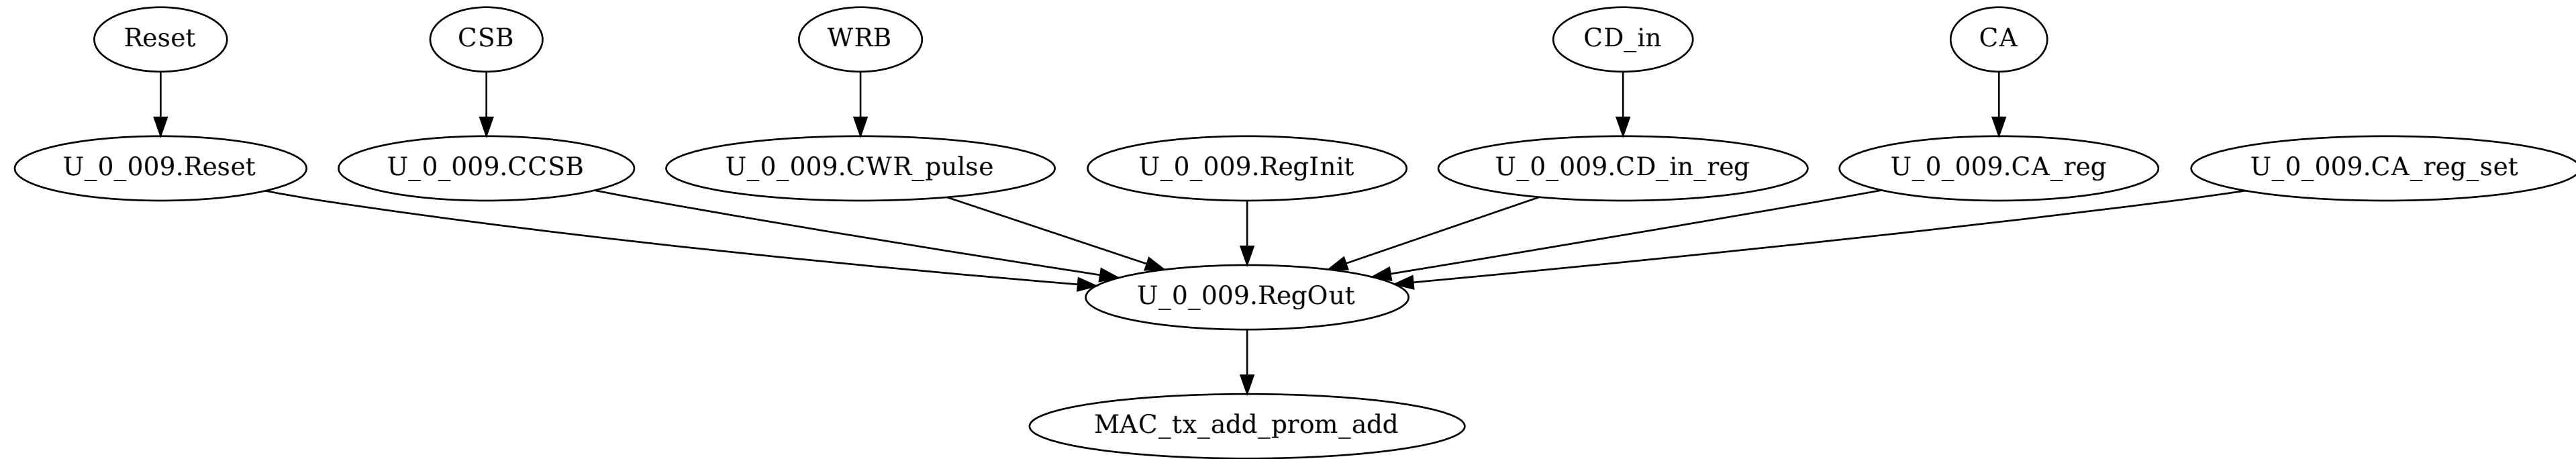 Reset
CSB
WRB
CD_in
CA
U_0_009.Reset
U_0_009.CCSB
U_0_009.CWR_pulse
U_0_009.RegInit
U_0_009.CD_in_reg
U_0_009.CA_reg
U_0_009.CA_reg_set
U_0_009.RegOut
MAC_tx_add_prom_add